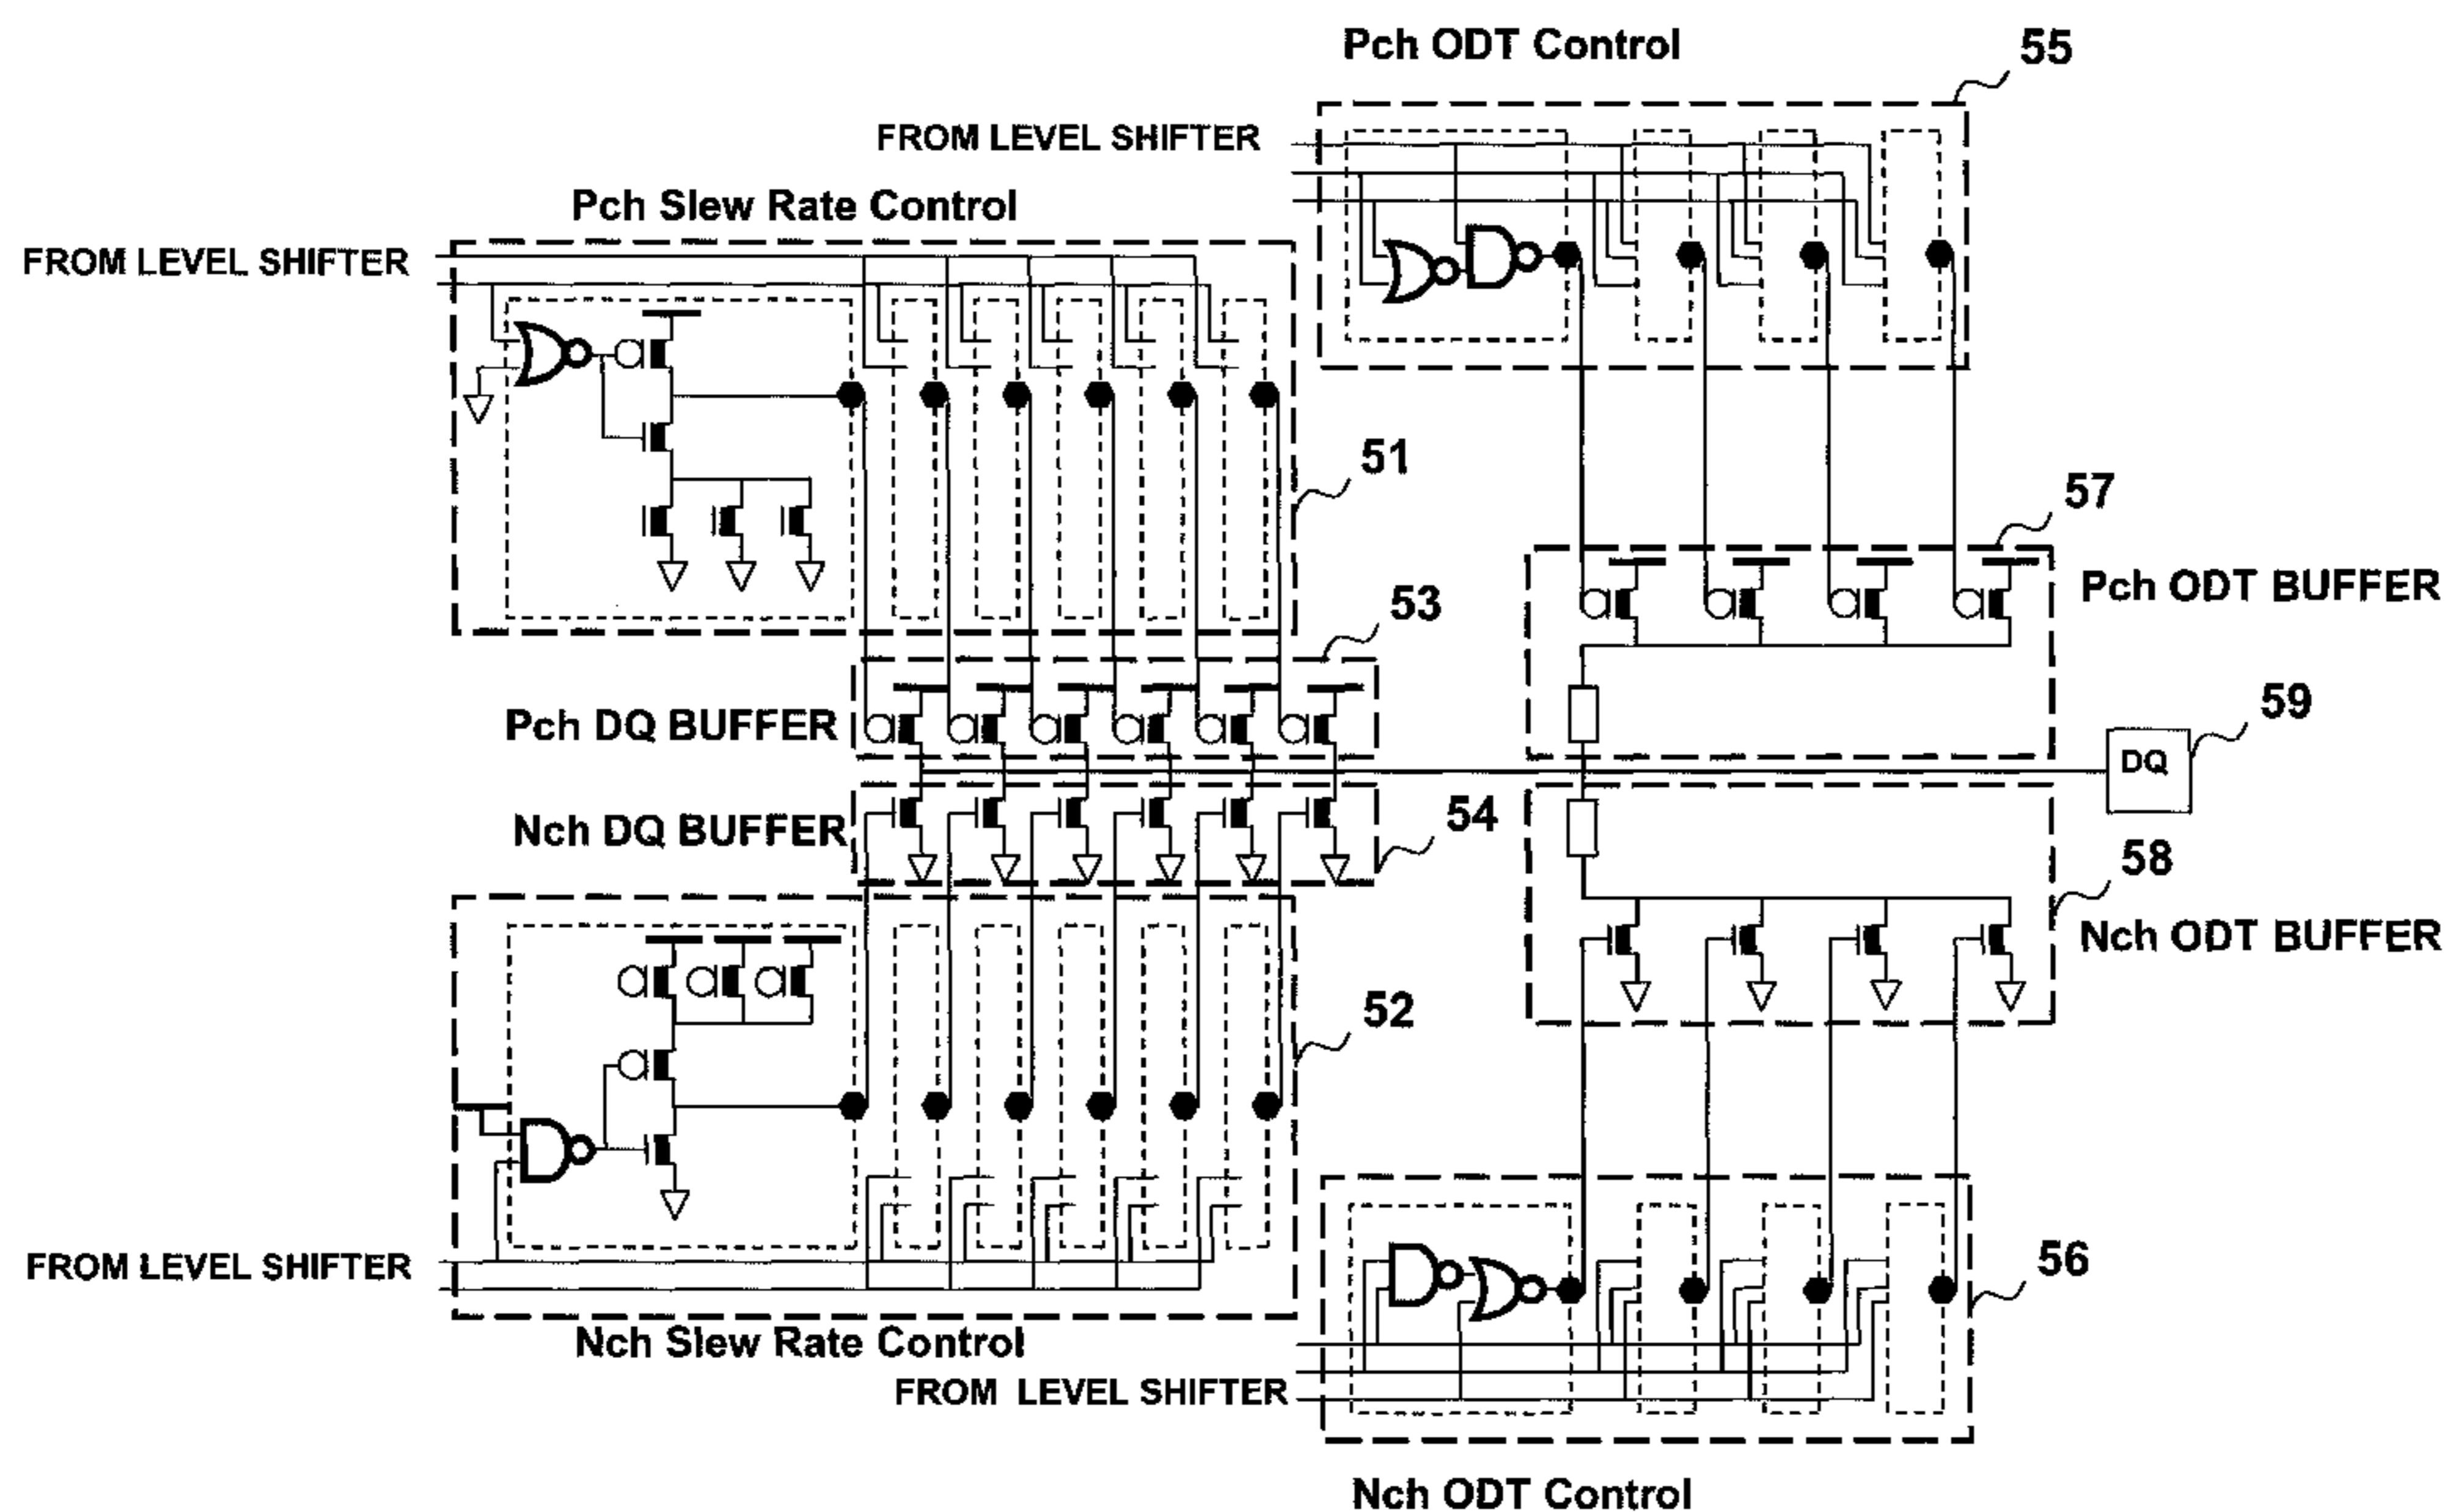 Pch ODT Control
55
FROM LEVEL SHIFTER
Pch Slew Rate Control
FROM LEVEL SHIFTER
51
57
Pch ODT BUFFER
53
Pch DQ BUFFER
59
DQ
Nch DQ BUFFER
54
58
Nch ODT BUFFER
52
FROM LEVEL SHIFTER
56
Nch Slew Rate Control
FROM LEVEL SHIFTER
Nch ODT Control